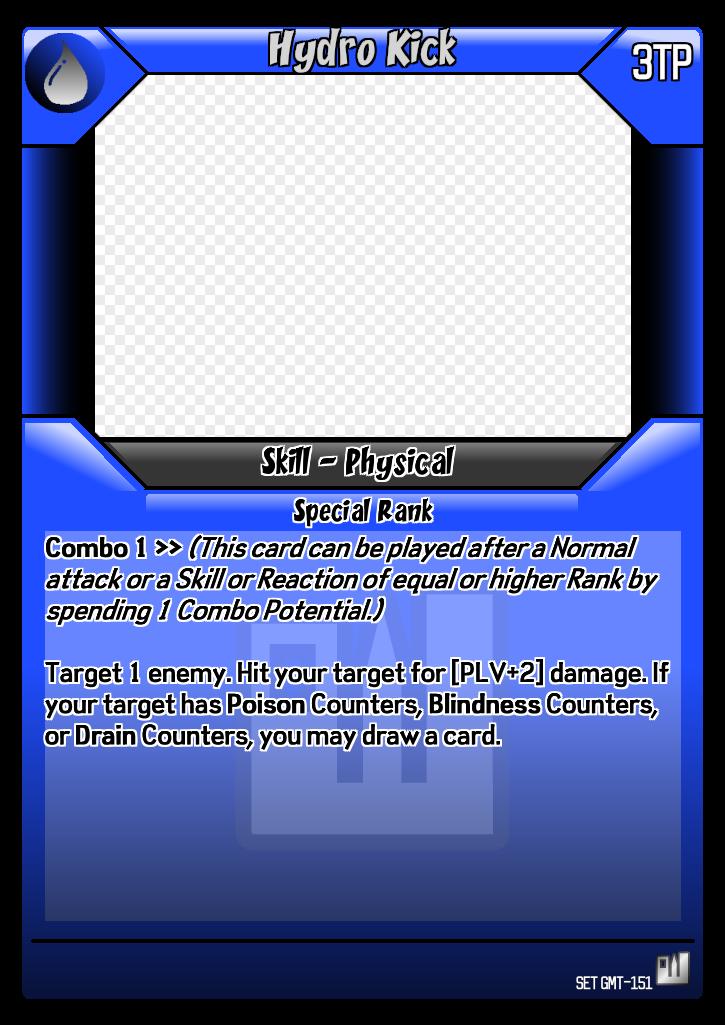 Hydro Kick
3TP
Skill - Physical
Special Rank
Combo 1 >> (This card can be played after a Normal
attack or a Skill or Reaction of equal or higher Rank by
spending 1 Combo Potential.)
Target 1 enemy. Hit your target for [PLV+2] damage. If
your target has Poison Counters, Blindness Counters,
or Drain Counters, you may draw a card.
SET GMT-151